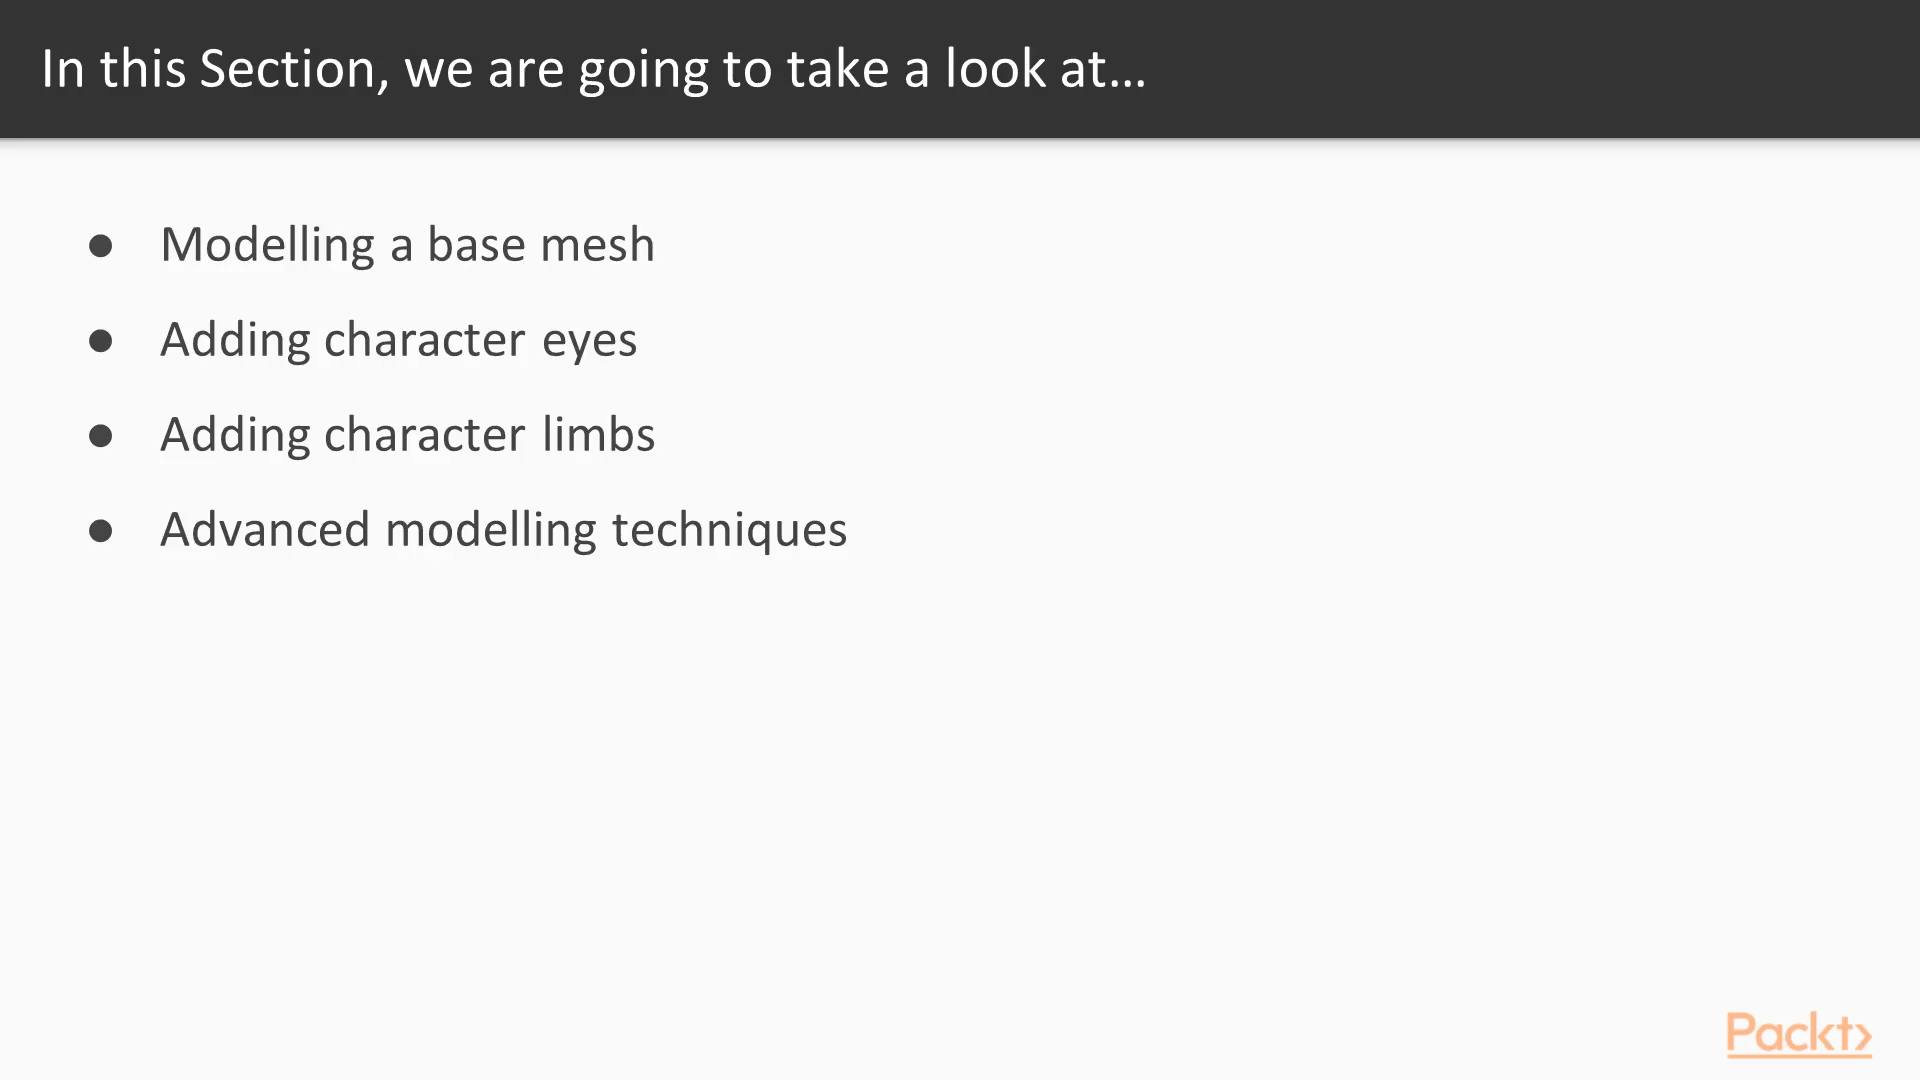 In this Section, we are going to take a look at...
● Modelling a base mesh
● Adding character eyes
● Adding character limbs
● Advanced modelling techniques
Packt>